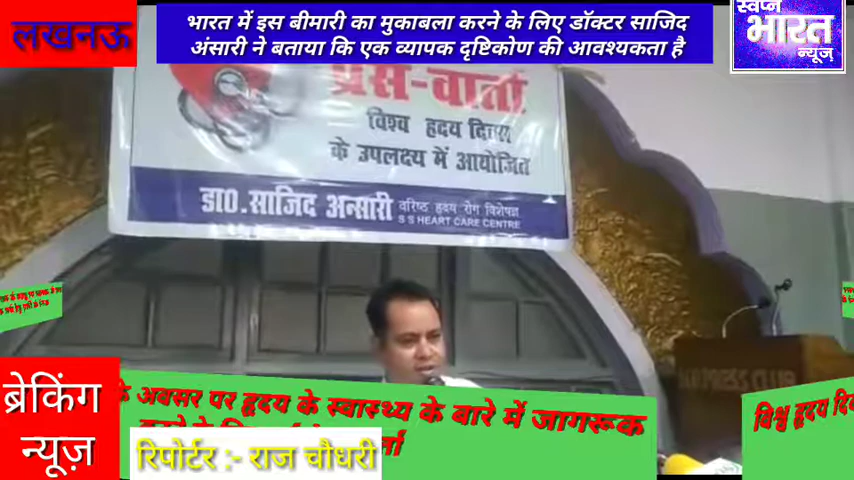 लखनऊ
भारत में इस बीमारी का मुकाबला करने के लिए डॉक्टर साजिद
अंसारी ने बताया कि एक व्यापक दृष्टिकोण की आवश्यकता है
स्वप्न
भारत
न्यूज
प्रेस-वार्ता
विश्व हृदय दिवस
के उपलक्ष्य में आयोजित
डा0. साजिद अन्सारी वरिष्ठ हृदय रोग विशेषज्ञ
S S HEART CARE CENTRE
PRESS CLUB
ब्रेकिंग
न्यूज़
के अवसर पर हृदय के स्वास्थ्य के बारे में जागरूक
विश्व हृदय
रिपोर्टर :- राज चौधरी